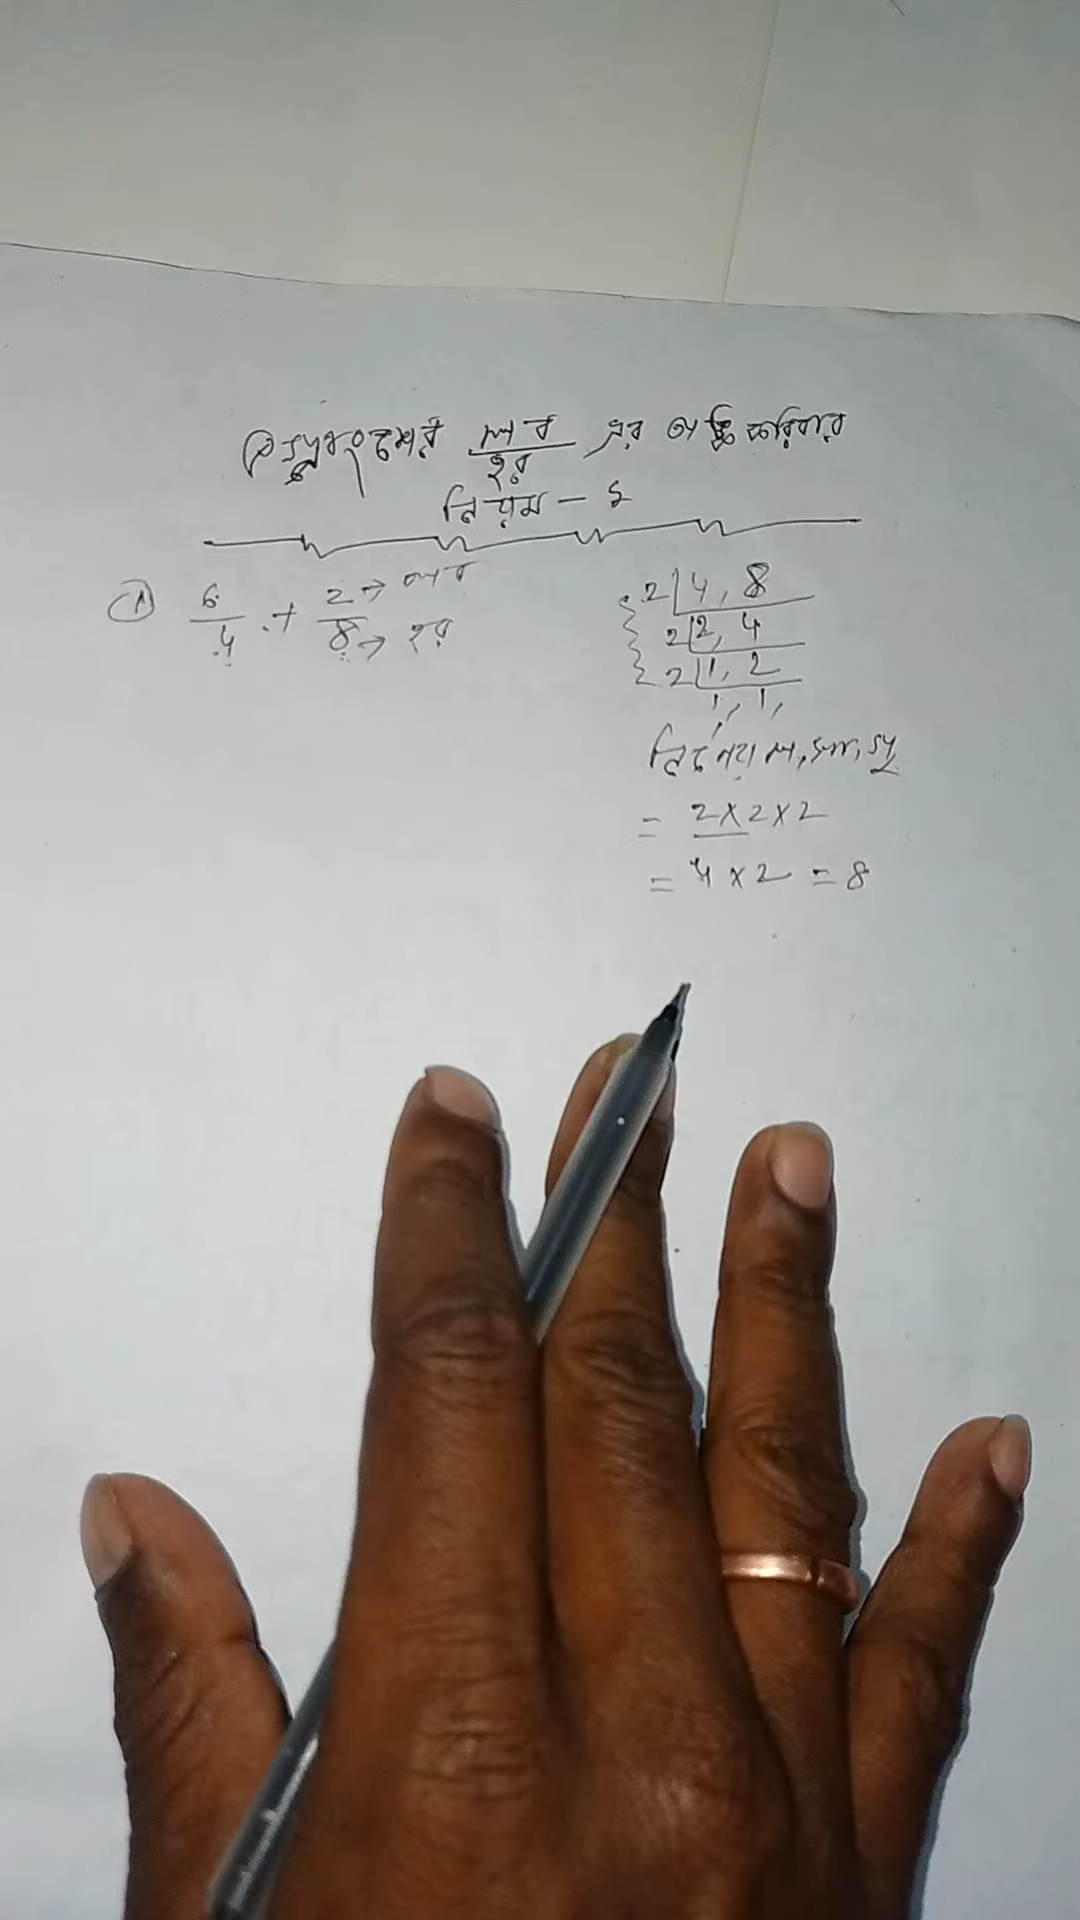 ভগ্নাংশের লব/হর এর অঙ্ক করিবার
নিয়ম – ১
① 6/4 + 2/8 → লব → হর
2 | 4, 8
2 | 2, 4
2 | 1, 2
1, 1,
নির্ণেয় ল, সা, গু
= 2×2×2
= 4×2 = 8